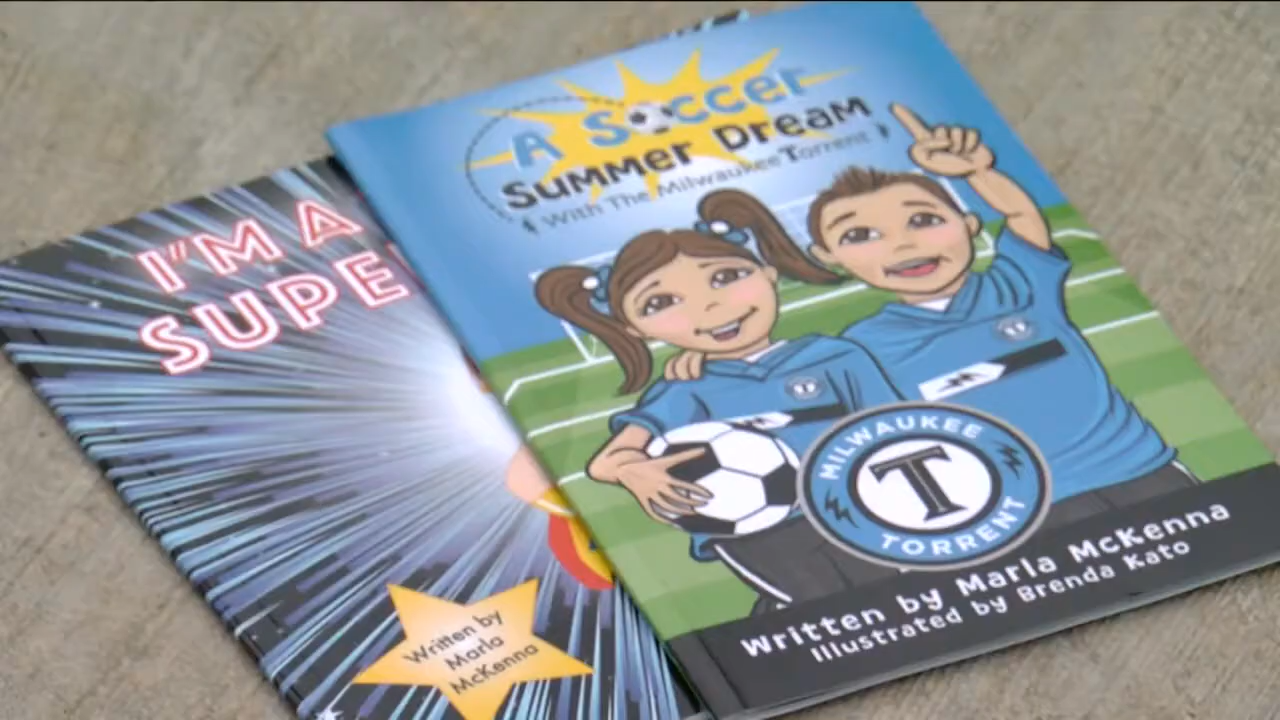 A Soccer
Summer Dream
With The Milwaukee Torrent
I'M A
SUPE
MILWAUKEE
T
TORRENT
Written by Marla McKenna
Illustrated by Brenda Kato
Written by
Marla
McKenna